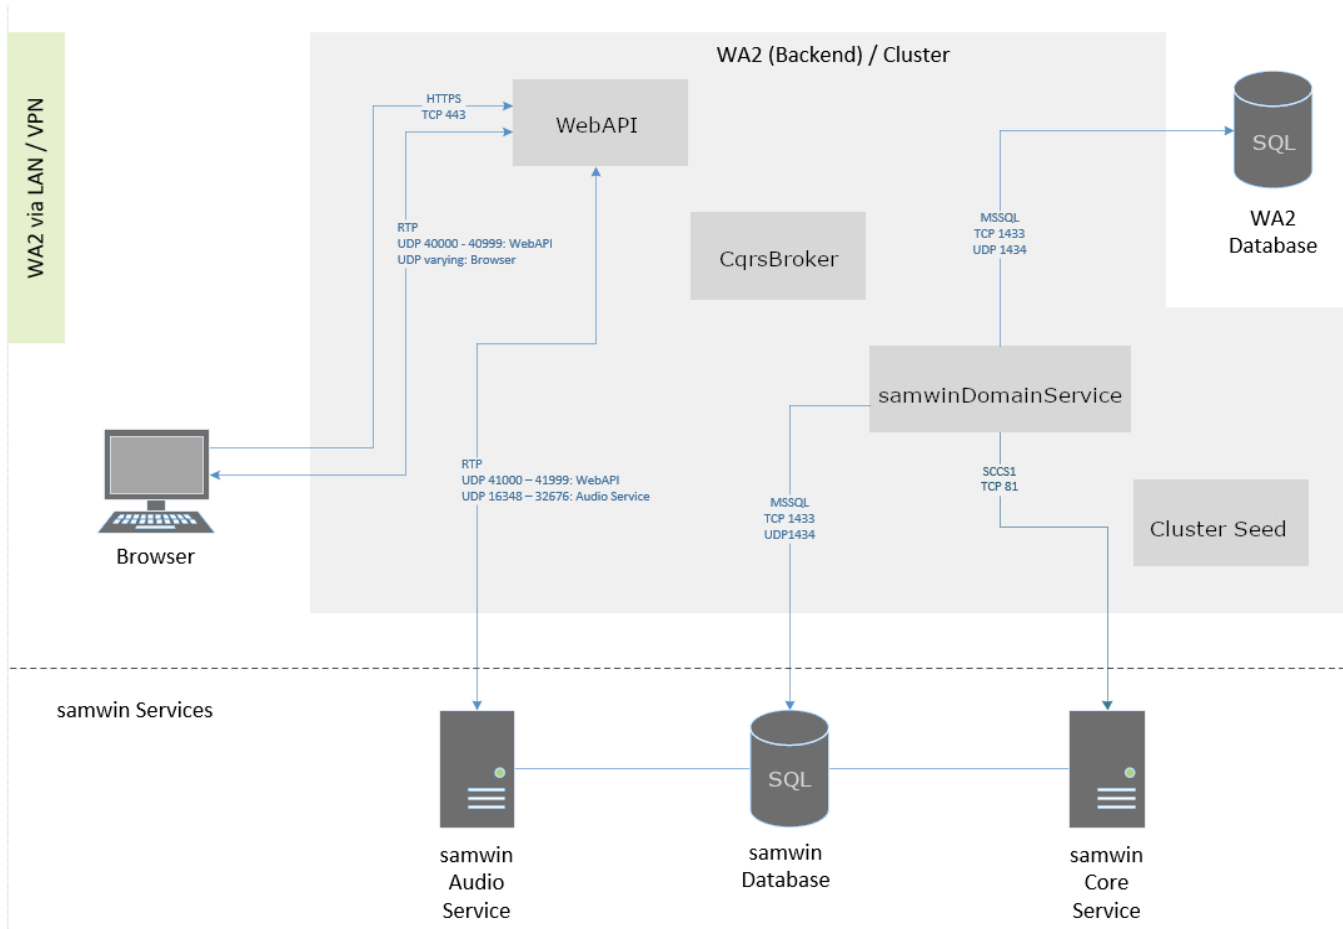 WA2 (Backend) / Cluster
WA2 via LAN / VPN
HTTPS
TCP 443
WebAPI
SQL
WA2
Database
MSSQL
TCP 1433
UDP 1434
RTP
UDP 40000 - 40999: WebAPI
UDP varying: Browser
CqrsBroker
samwinDomainService
Browser
RTP
UDP 41000 – 41999: WebAPI
UDP 16348 – 32676: Audio Service
MSSQL
TCP 1433
UDP1434
SCCS1
TCP 81
Cluster Seed
samwin Services
SQL
samwin
Audio
Service
samwin
Database
samwin
Core
Service